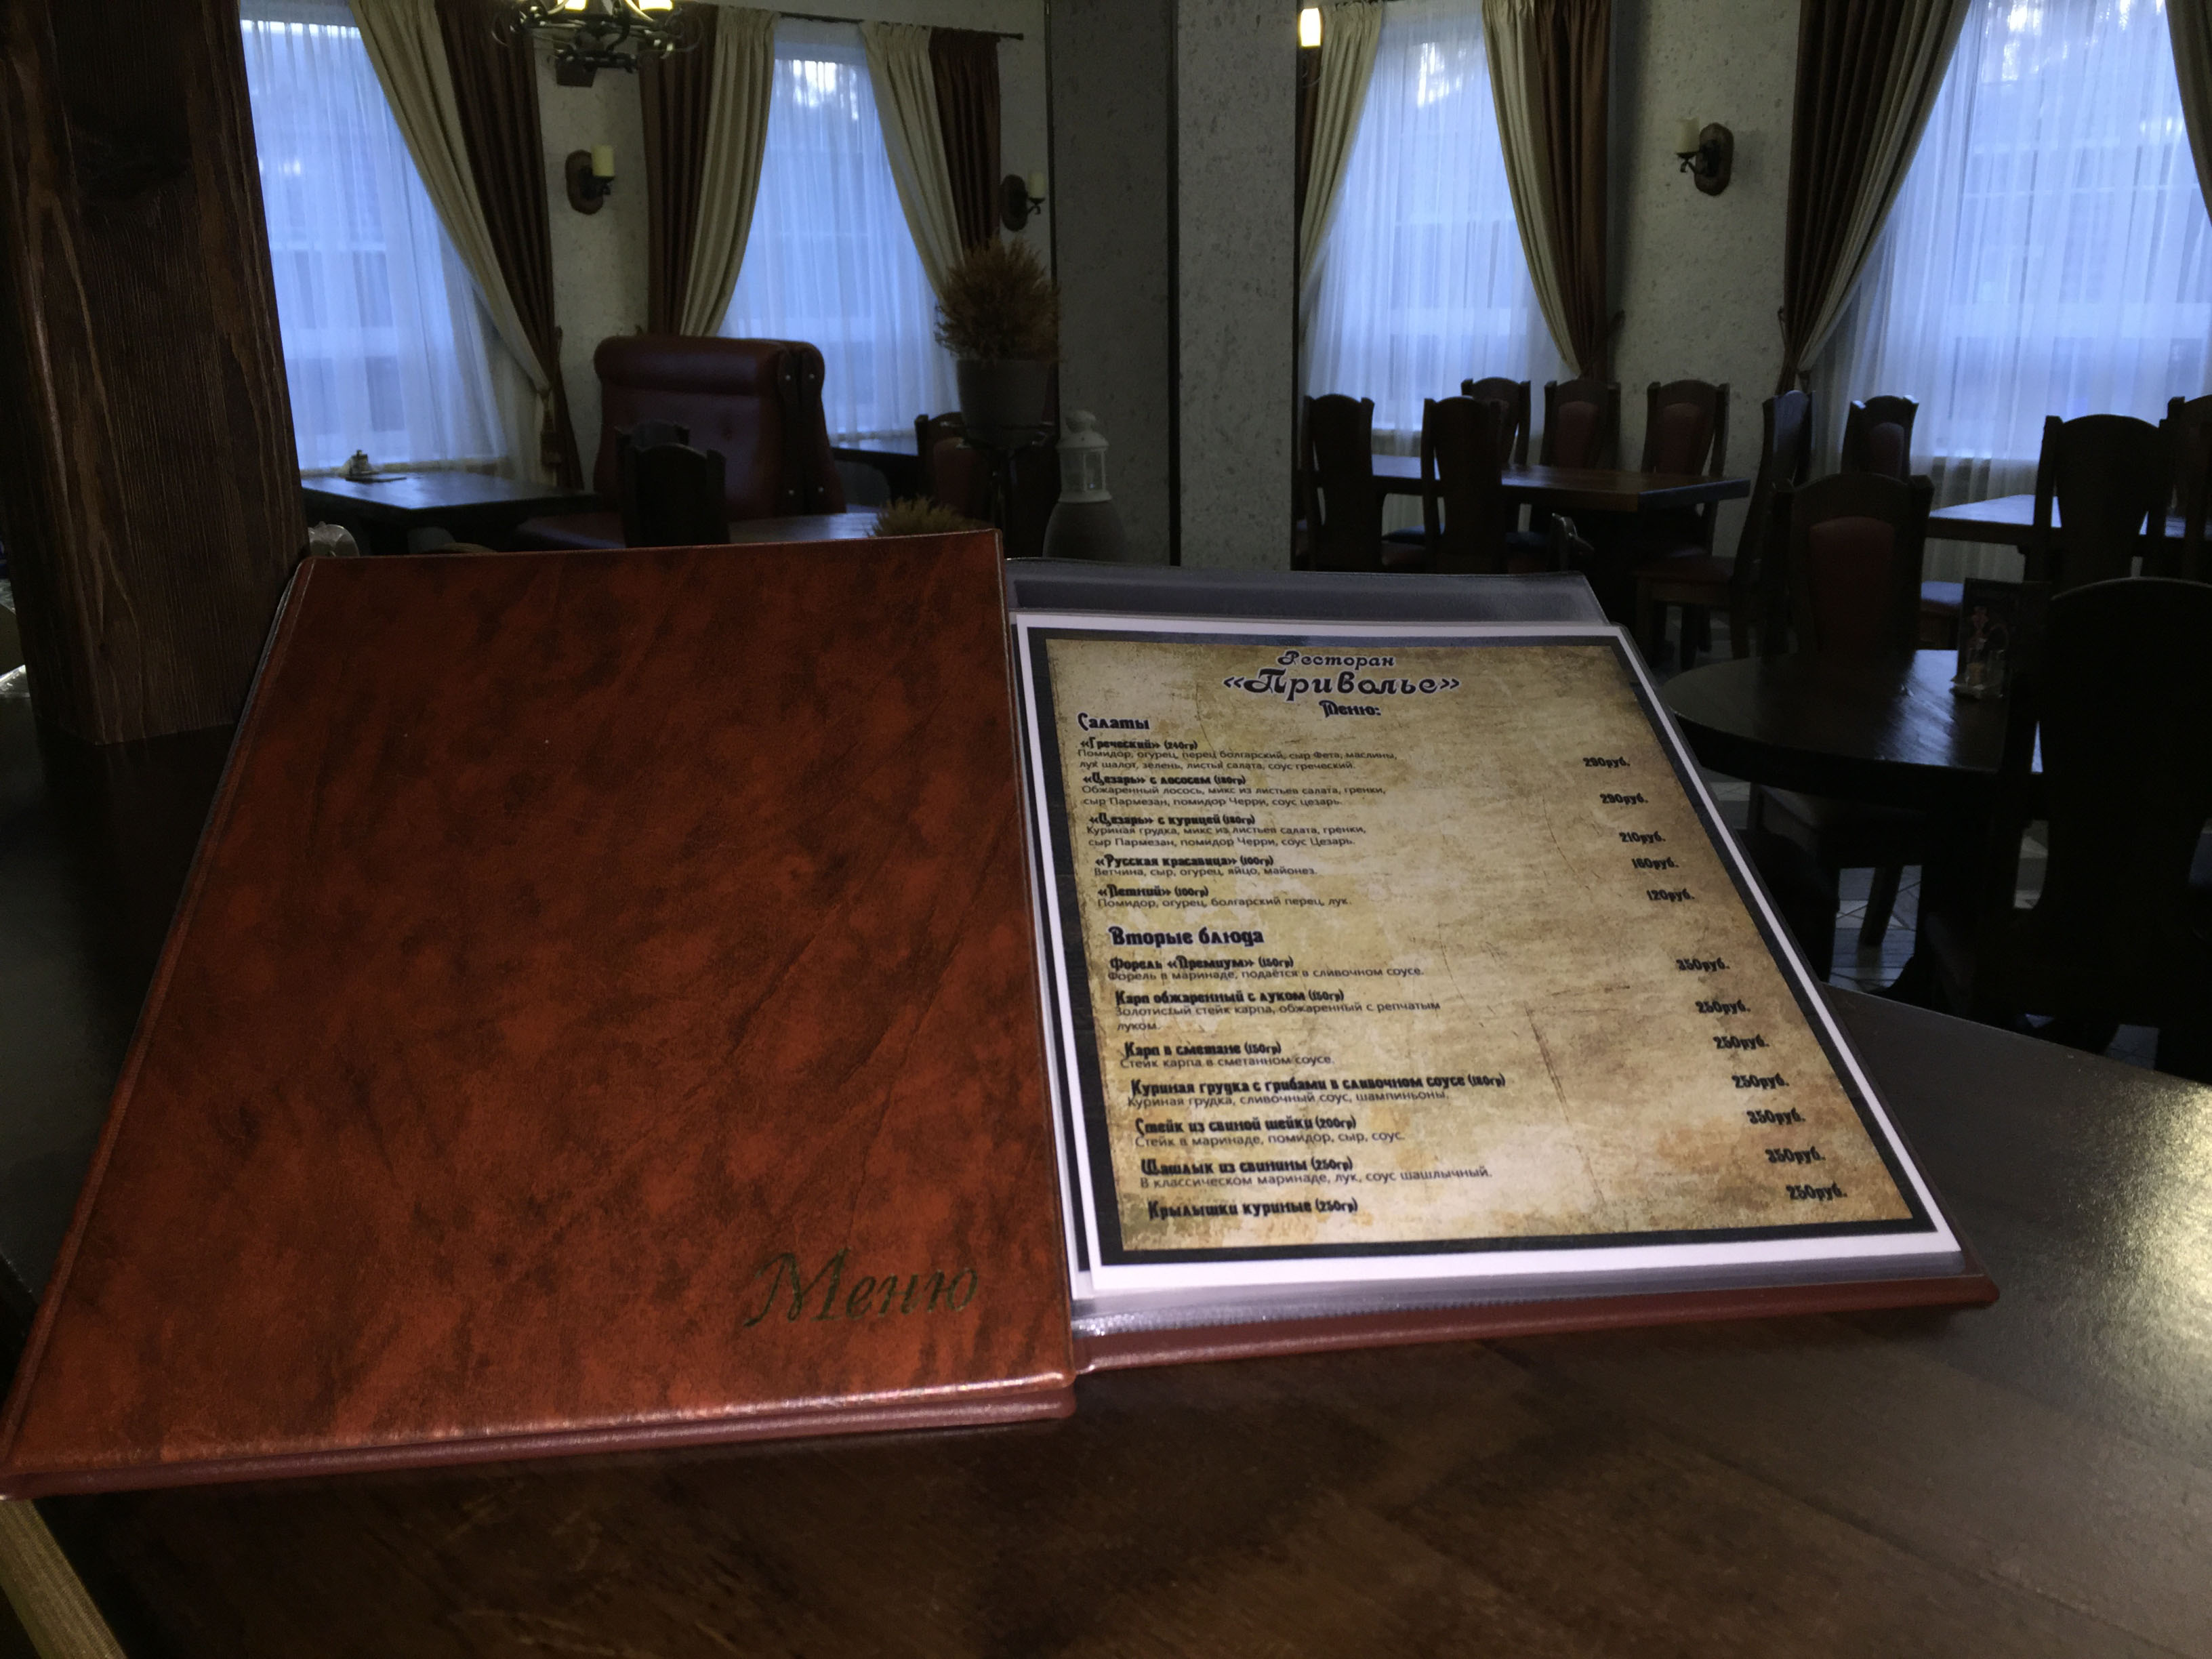 Меню
Ресторан
«Приволье»
Меню:
Салаты
«Греческий» (240гр)
Помидор, огурец, перец болгарский, сыр Фета, маслины,
лук шалот, зелень, листья салата, соус греческий.
290руб.
«Цезарь» с лососем (180гр)
Обжаренный лосось, микс из листьев салата, гренки,
сыр Пармезан, помидор Черри, соус цезарь.
290руб.
«Цезарь» с курицей (180гр)
Куриная грудка, микс из листьев салата, гренки,
сыр Пармезан, помидор Черри, соус Цезарь.
210руб.
«Русская красавица» (100гр)
160руб.
Ветчина, сыр, огурец, яйцо, майонез.
«Летний» (100гр)
120руб.
Помидор, огурец, болгарский перец, лук.
Вторые блюда
Форель «Премиум» (150гр)
350руб.
Форель в маринаде, подаётся в сливочном соусе.
Карп обжаренный с луком (150гр)
250руб.
Золотистый стейк карпа, обжаренный с репчатым
луком.
Карп в сметане (150гр)
250руб.
Стейк карпа в сметанном соусе.
Куриная грудка с грибами в сливочном соусе (180гр)
250руб.
Куриная грудка, сливочный соус, шампиньоны.
Стейк из свиной шейки (200гр)
350руб.
Стейк в маринаде, помидор, сыр, соус.
Шашлык из свинины (250гр)
350руб.
В классическом маринаде, лук, соус шашлычный.
Крылышки куриные (250гр)
250руб.